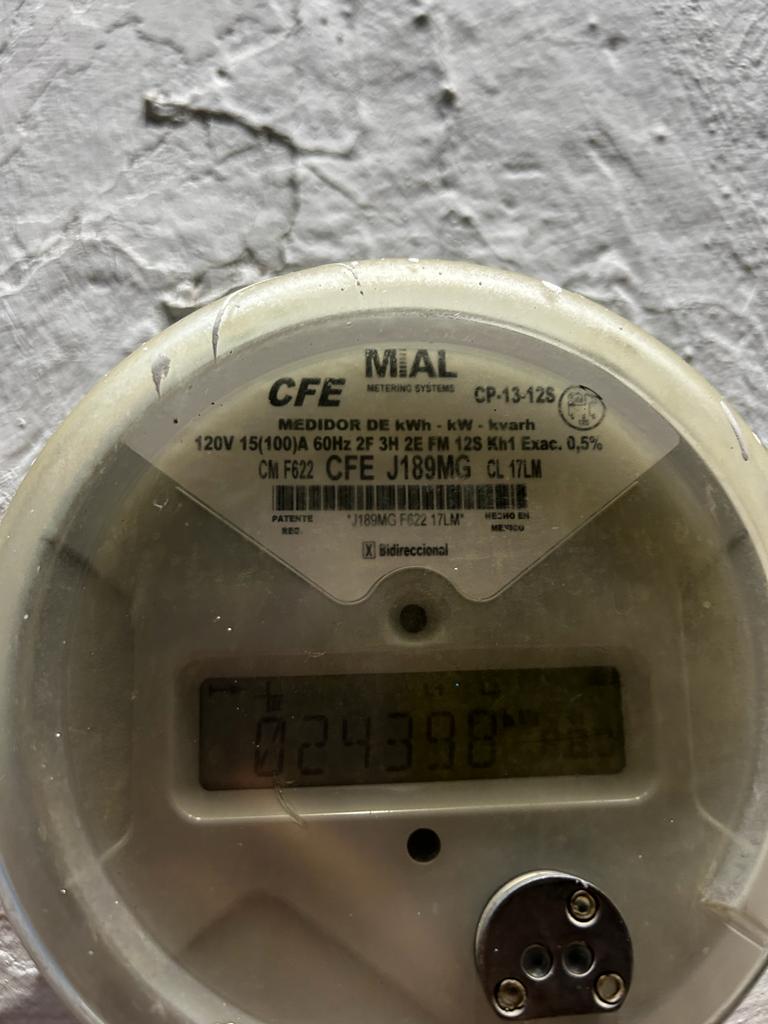 MIAL
METERING SYSTEMS
CFE
CP-13-12S
MEDIDOR DE kWh - kW - kvarh
120V 15(100)A 60Hz 2F 3H 2E FM 12S Kh1 Exac. 0,5%
CM F622 CFE J189MG CL 17LM
PATENTE REG.
"J189MG F622 17LM"
HECHO EN MEXICO
X Bidireccional
024398